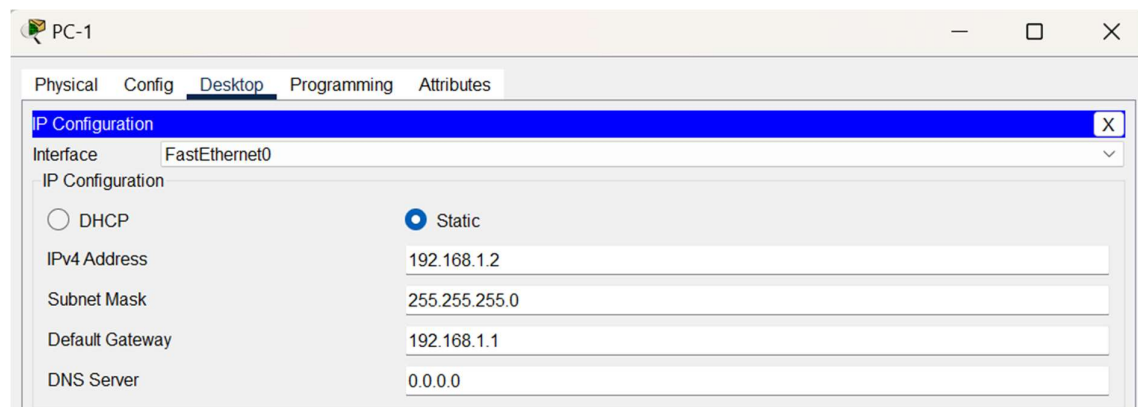 PC-1
Physical Config Desktop Programming Attributes
IP Configuration X
Interface FastEthernet0
IP Configuration
DHCP Static
IPv4 Address 192.168.1.2
Subnet Mask 255.255.255.0
Default Gateway 192.168.1.1
DNS Server 0.0.0.0